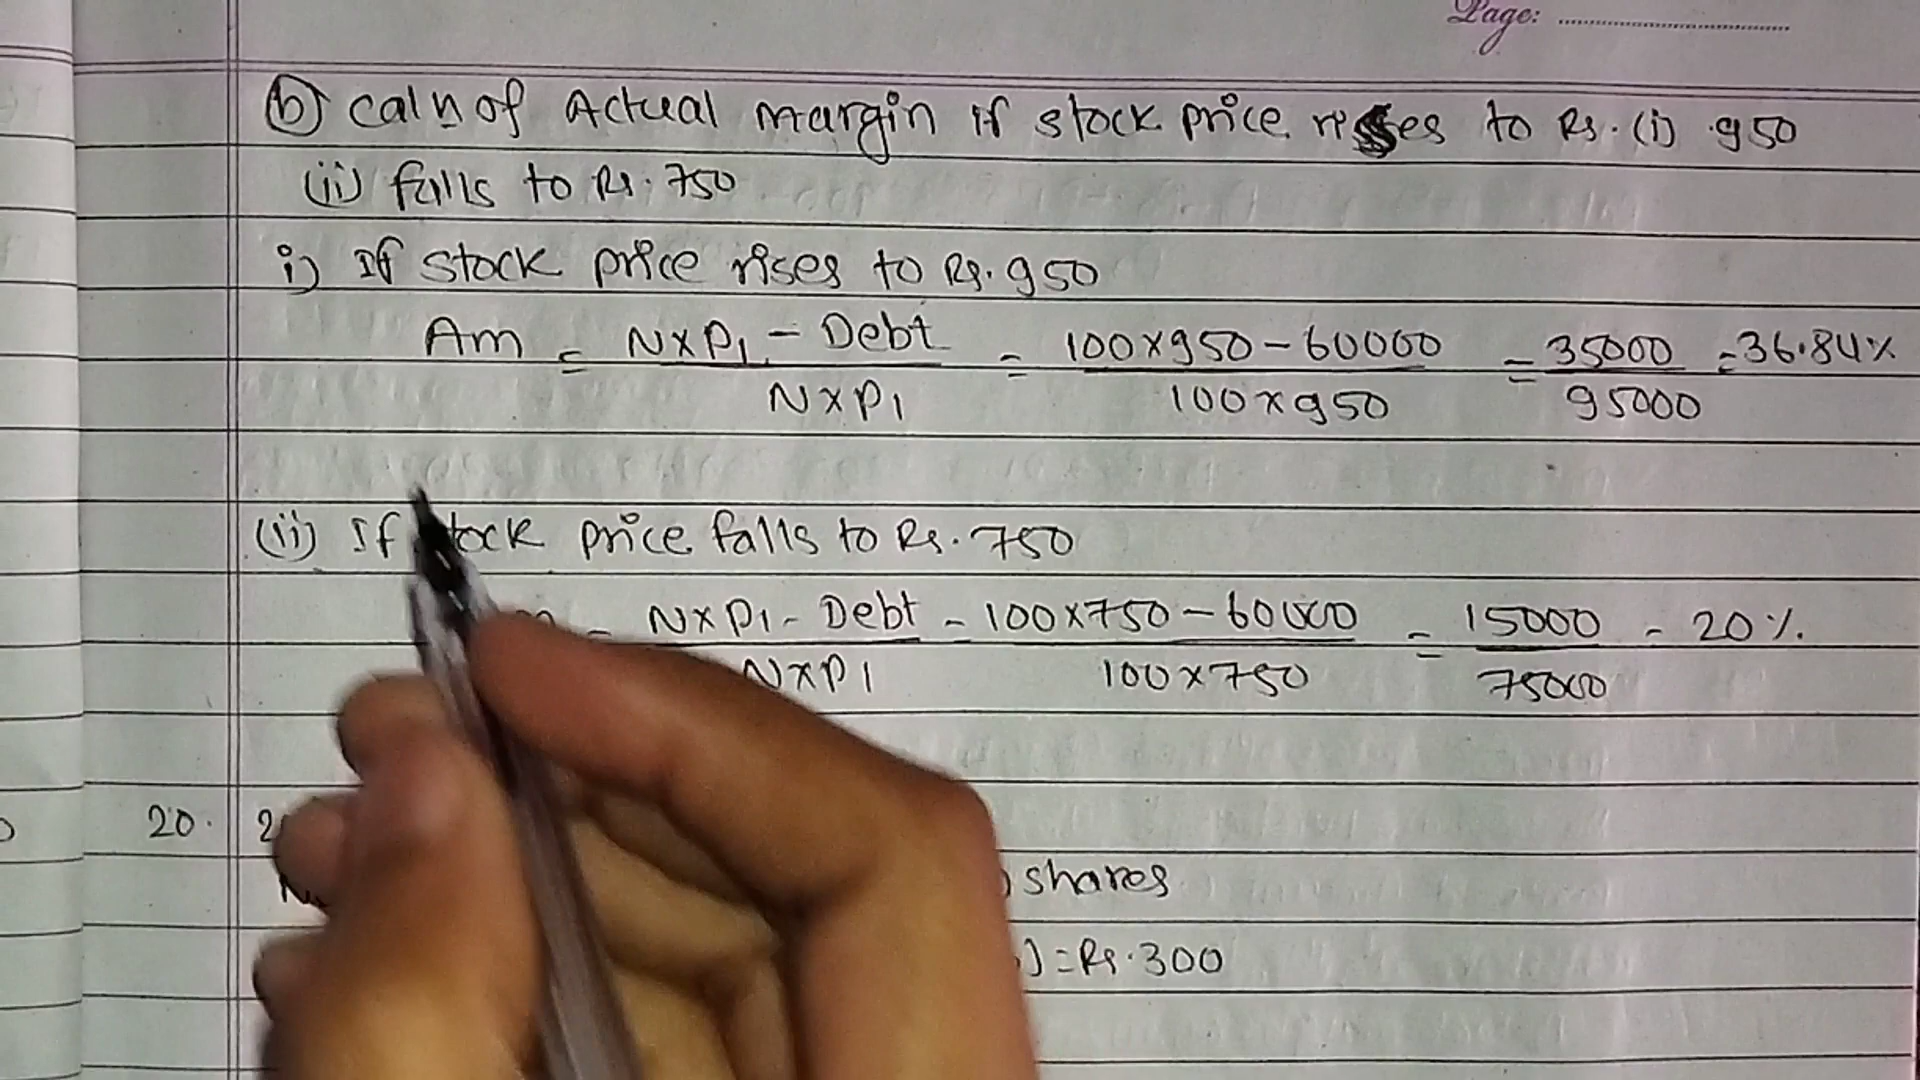 Page:
(b) caln of Actual margin if stock price rises to Rs. (i) 950
(ii) falls to Rs. 750
i) If stock price rises to Rs. 950
Am = N×P1 - Debt / N×P1 = 100×950 - 60000 / 100×950 = 35000 / 95000 = 36.84%
(ii) If stock price falls to Rs. 750
= N×P1 - Debt / N×P1 = 100×750 - 60000 / 100×750 = 15000 / 75000 = 20%.
20. 2
shares
) = Rs. 300